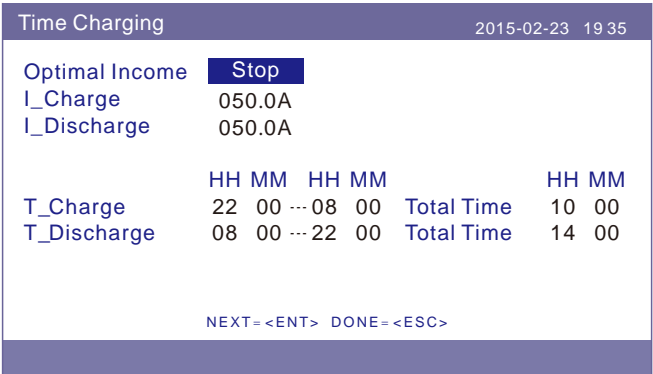 Time Charging 2015-02-23 19 35
Optimal Income Stop
I_Charge 050.0A
I_Discharge 050.0A
HH MM HH MM HH MM
T_Charge 22 00 --- 08 00 Total Time 10 00
T_Discharge 08 00 --- 22 00 Total Time 14 00
NEXT=<ENT> DONE=<ESC>